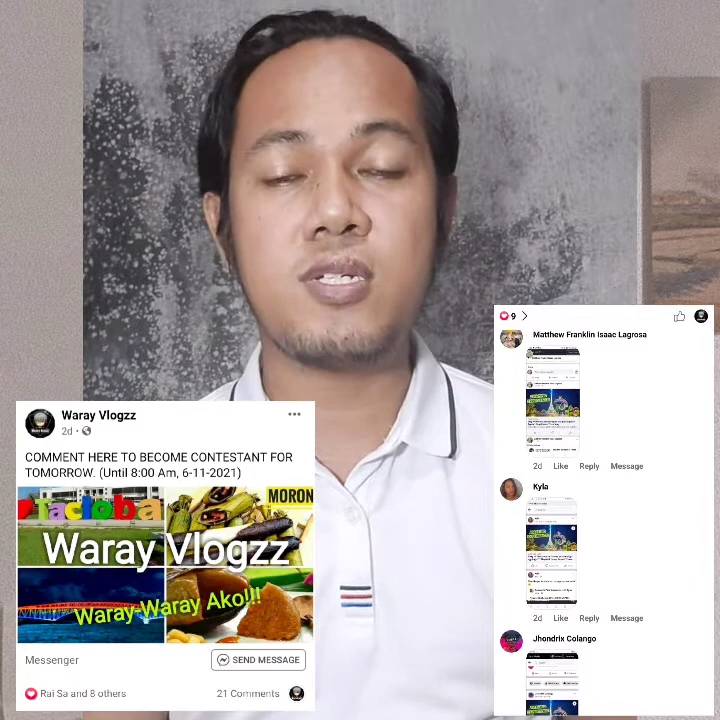 Waray Vlogzz
2d
COMMENT HERE TO BECOME CONTESTANT FOR
TOMORROW. (Until 8:00 Am, 6-11-2021)
Tacloba
MORON
Waray Vlogzz
Waray-Waray Ako!!!
Messenger
SEND MESSAGE
Rai Sa and 8 others
21 Comments
9
Matthew Franklin Isaac Lagrosa
2d Like Reply Message
Kyla
2d Like Reply Message
Jhondrix Colango